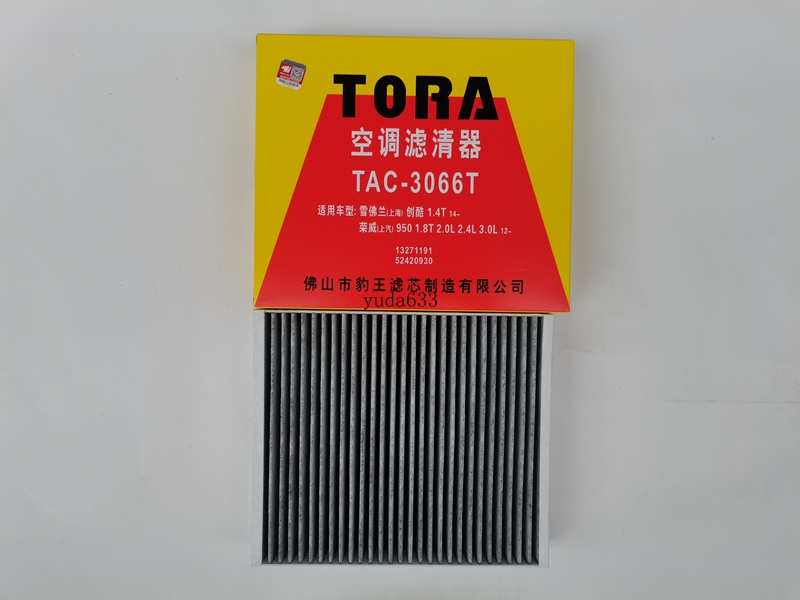 TORA
空调滤清器
TAC-3066T
适用车型: 雪佛兰(上海) 创酷 1.4T 14-
荣威(上汽) 950 1.8T 2.0L 2.4L 3.0L 12-
13271191
52420930
佛山市豹王滤芯制造有限公司
yuda633